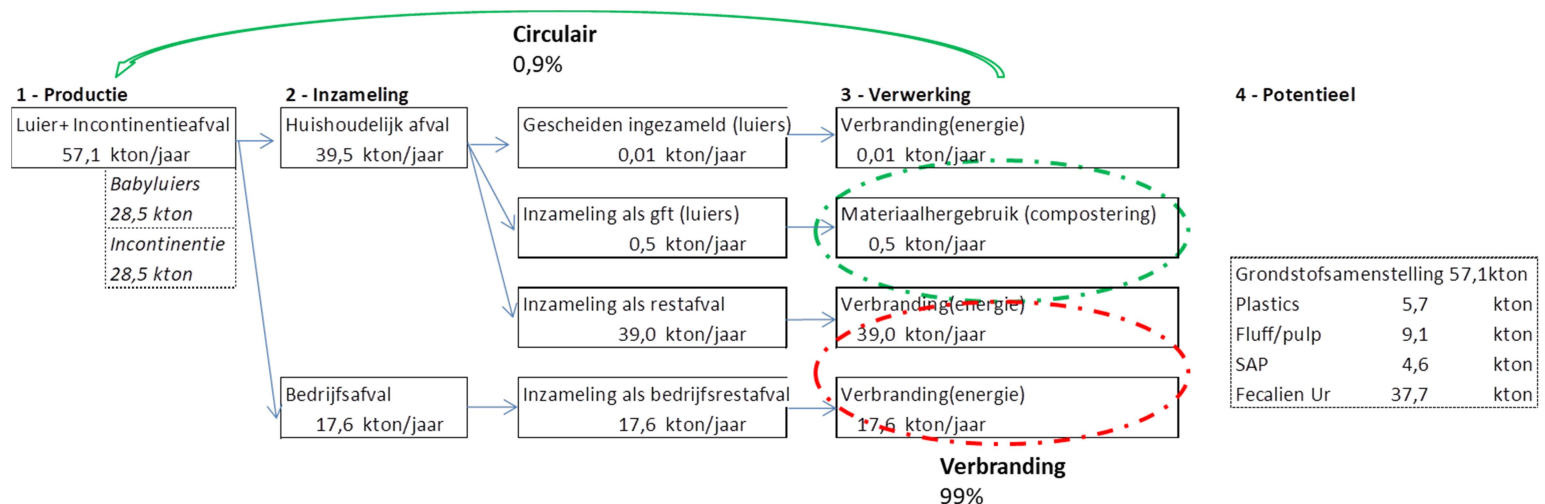 Circulair
0,9%
1 - Productie
2 - Inzameling
3 - Verwerking
4 - Potentieel
Luier+ Incontinentieafval
57,1 kton/jaar
Babyluiers
28,5 kton
Incontinentie
28,5 kton
Huishoudelijk afval
39,5 kton/jaar
Gescheiden ingezameld (luiers)
0,01 kton/jaar
Verbranding(energie)
0,01 kton/jaar
Inzameling als gft (luiers)
0,5 kton/jaar
Materiaalhergebruik (compostering)
0,5 kton/jaar
Inzameling als restafval
39,0 kton/jaar
Verbranding(energie)
39,0 kton/jaar
Bedrijfsafval
17,6 kton/jaar
Inzameling als bedrijfsrestafval
17,6 kton/jaar
Verbranding(energie)
17,6 kton/jaar
Verbranding
99%
Grondstofsamenstelling 57,1kton
Plastics 5,7 kton
Fluff/pulp 9,1 kton
SAP 4,6 kton
Fecalien Ur 37,7 kton